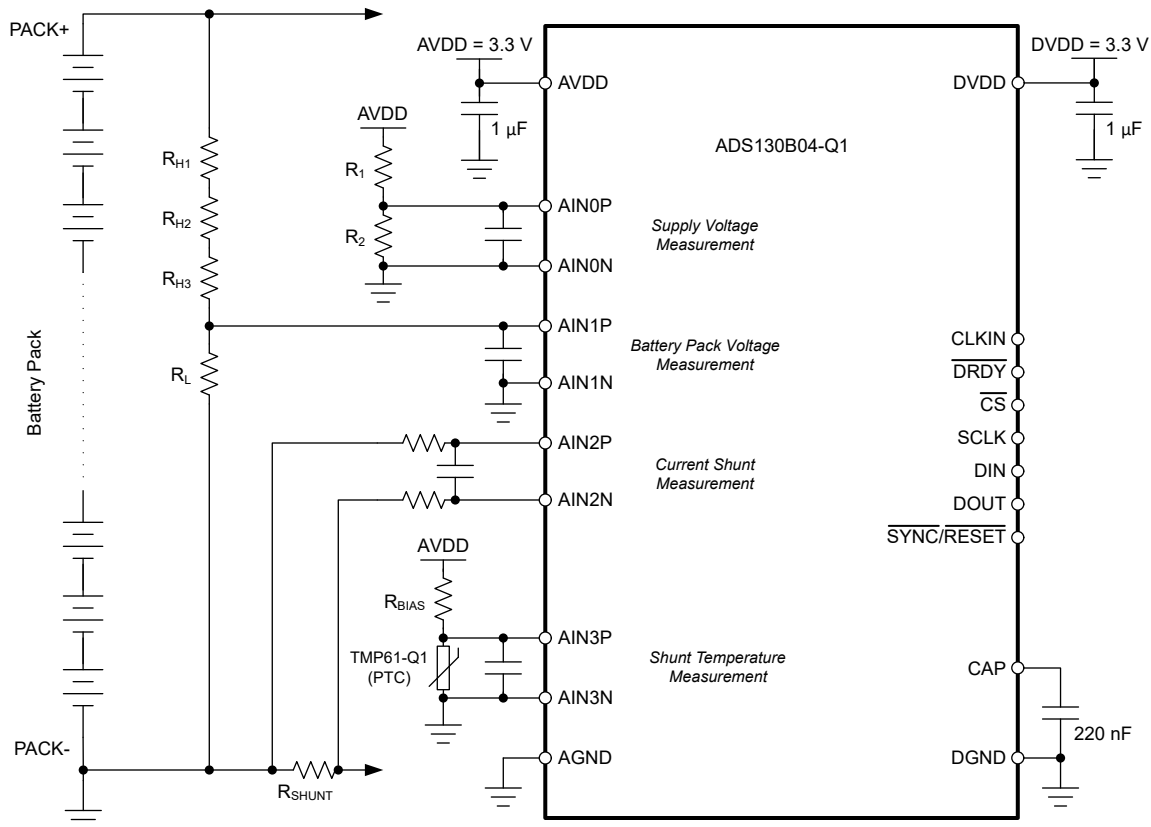 PACK+
AVDD = 3.3 V
DVDD = 3.3 V
AVDD
DVDD
1 µF
1 µF
ADS130B04-Q1
AVDD
RH1
R1
AIN0P
RH2
R2
Supply Voltage
Measurement
AIN0N
RH3
AIN1P
Battery Pack Voltage
Measurement
CLKIN
DRDY
RL
AIN1N
CS
Battery Pack
AIN2P
SCLK
Current Shunt
Measurement
DIN
AIN2N
DOUT
SYNC/RESET
AVDD
RBIAS
AIN3P
TMP61-Q1
(PTC)
Shunt Temperature
Measurement
CAP
AIN3N
220 nF
PACK-
AGND
DGND
RSHUNT